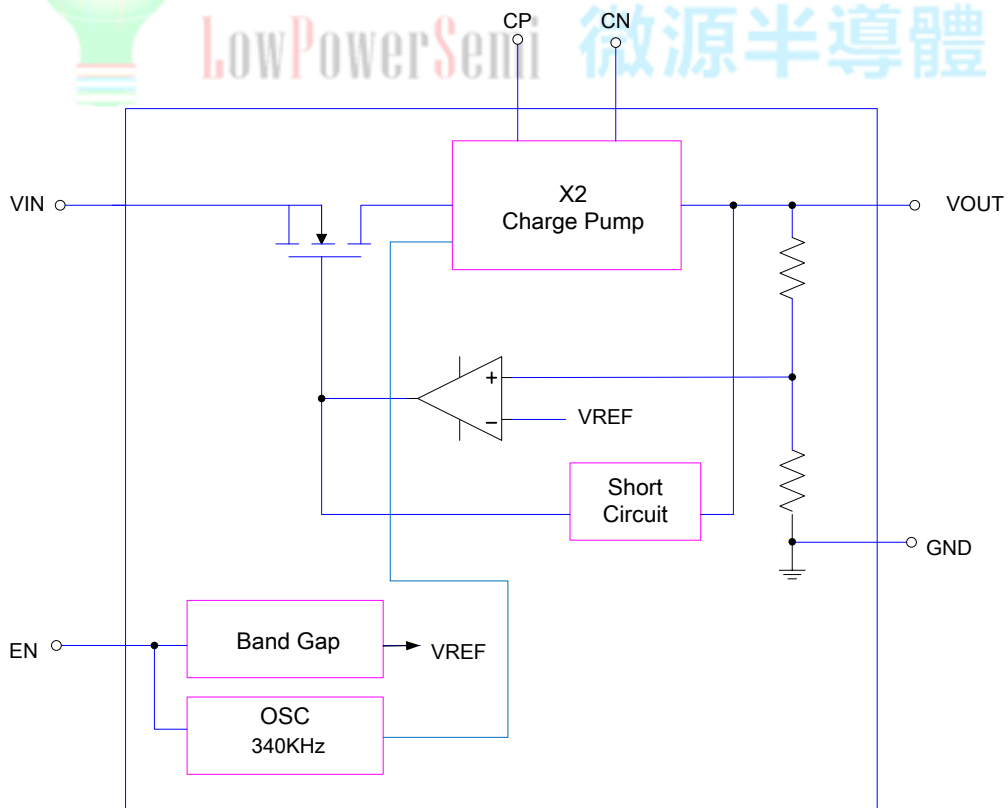 CP
CN
LowPowerSemi 微源半導體
VIN
X2
Charge Pump
VOUT
+
−
VREF
Short
Circuit
GND
EN
Band Gap
VREF
OSC
340KHz